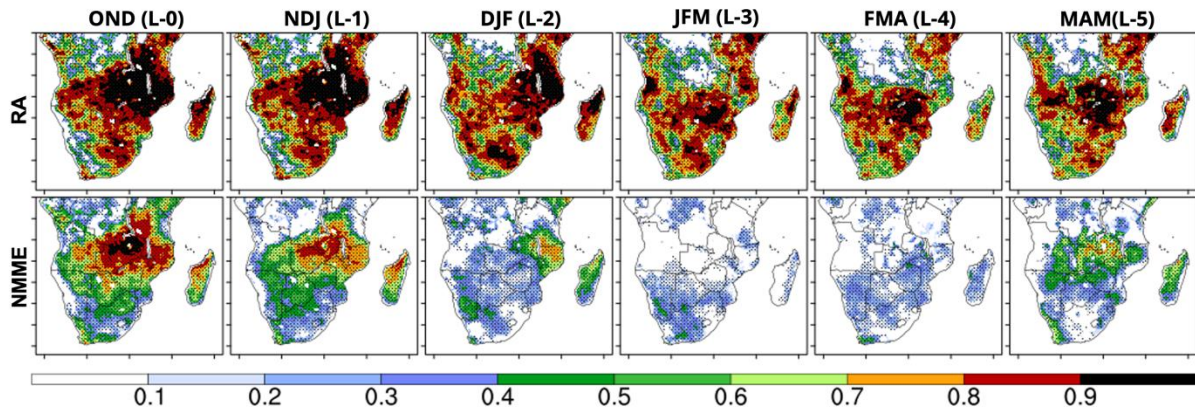 OND (L-0) NDJ (L-1) DJF (L-2) JFM (L-3) FMA (L-4) MAM(L-5)
RA
NMME
0.1 0.2 0.3 0.4 0.5 0.6 0.7 0.8 0.9